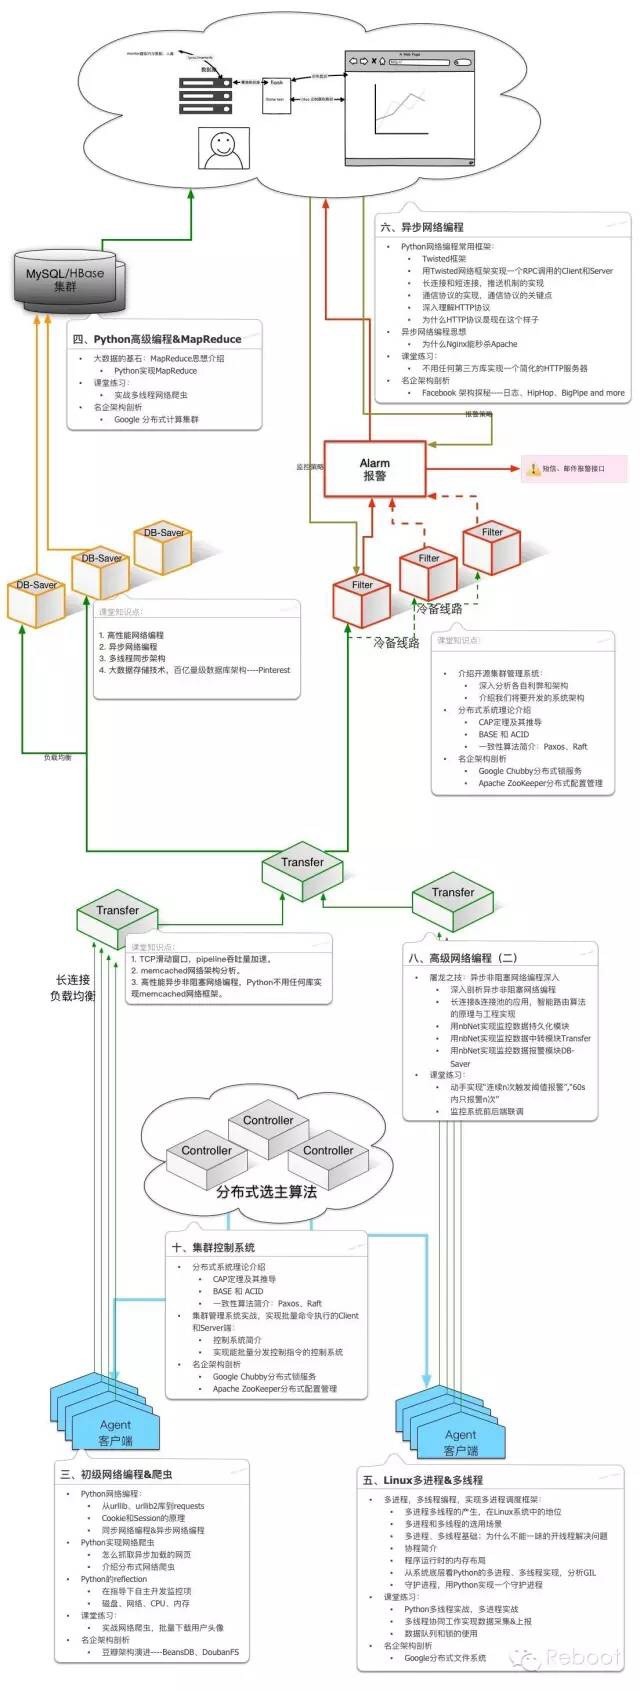 数据库
flash
A Web Page
http://
六、异步网络编程
• Python网络编程常用框架：
• Twisted框架
• 用Twisted网络框架实现一个RPC调用的Client和Server
• 长连接和短连接，推送机制的实现
• 通信协议的实现，通信协议的关键点
• 深入理解HTTP协议
• 为什么HTTP协议是现在这个样子
• 异步网络编程思想
• 为什么Nginx能秒杀Apache
• 课堂练习：
• 不用任何第三方库实现一个简化的HTTP服务器
• 名企架构剖析
• Facebook 架构探秘----日志、HipHop、BigPipe and more
MySQL/HBase
集群
四、Python高级编程&MapReduce
• 大数据的基石：MapReduce思想介绍
• Python实现MapReduce
• 课堂练习：
• 实战多线程网络爬虫
• 名企架构剖析
• Google 分布式计算集群
报警策略
监控策略
Alarm
报警
短信、邮件报警接口
DB-Saver
DB-Saver
DB-Saver
Filter
Filter
Filter
冷备线路
冷备线路
课堂知识点：
1. 高性能网络编程
2. 异步网络编程
3. 多线程同步架构
4. 大数据存储技术，百亿量级数据库架构----Pinterest
课堂知识点：
• 介绍开源集群管理系统：
• 深入分析各自利弊和架构
• 介绍我们将要开发的系统架构
• 分布式系统理论介绍
• CAP定理及其推导
• BASE 和 ACID
• 一致性算法简介：Paxos、Raft
• 名企架构剖析
• Google Chubby分布式锁服务
• Apache ZooKeeper分布式配置管理
负载均衡
Transfer
Transfer
Transfer
长连接
负载均衡
课堂知识点：
1. TCP滑动窗口，pipeline吞吐量加速。
2. memcached网络架构分析。
3. 高性能异步非阻塞网络编程，Python不用任何库实
现memcached网络框架。
八、高级网络编程（二）
• 屠龙之技：异步非阻塞网络编程深入
• 深入剖析异步非阻塞网络编程
• 长连接&连接池的应用，智能路由算法
的原理与工程实现
• 用nbNet实现监控数据持久化模块
• 用nbNet实现监控数据中转模块Transfer
• 用nbNet实现监控数据报警模块DB-
Saver
• 课堂练习：
• 动手实现“连续n次触发阈值报警”,“60s
内只报警n次”
• 监控系统前后端联调
Controller
Controller
Controller
分布式选主算法
十、集群控制系统
• 分布式系统理论介绍
• CAP定理及其推导
• BASE 和 ACID
• 一致性算法简介：Paxos、Raft
• 集群管理系统实战，实现批量命令执行的Client
和Server端：
• 控制系统简介
• 实现能批量分发控制指令的控制系统
• 名企架构剖析
• Google Chubby分布式锁服务
• Apache ZooKeeper分布式配置管理
Agent
客户端
Agent
客户端
三、初级网络编程&爬虫
• Python网络编程：
• 从urllib、urllib2库到requests
• Cookie和Session的原理
• 同步网络编程&异步网络编程
• Python实现网络爬虫
• 怎么抓取异步加载的网页
• 介绍分布式网络爬虫
• Python的reflection
• 在指导下自主开发监控项
• 磁盘、网络、CPU、内存
• 课堂练习：
• 实战网络爬虫，批量下载用户头像
• 名企架构剖析
• 豆瓣架构演进----BeansDB、DoubanFS
五、Linux多进程&多线程
• 多进程，多线程编程，实现多进程调度框架：
• 多进程多线程的产生，在Linux系统中的地位
• 多进程和多线程的选用场景
• 多进程、多线程基础；为什么不能一味的开线程解决问题
• 协程简介
• 程序运行时的内存布局
• 从系统底层看Python的多进程、多线程实现，分析GIL
• 守护进程，用Python实现一个守护进程
• 课堂练习：
• Python多线程实战，多进程实战
• 多线程协同工作实现数据采集&上报
• 数据队列和锁的使用
• 名企架构剖析
• Google分布式文件系统
Reboot